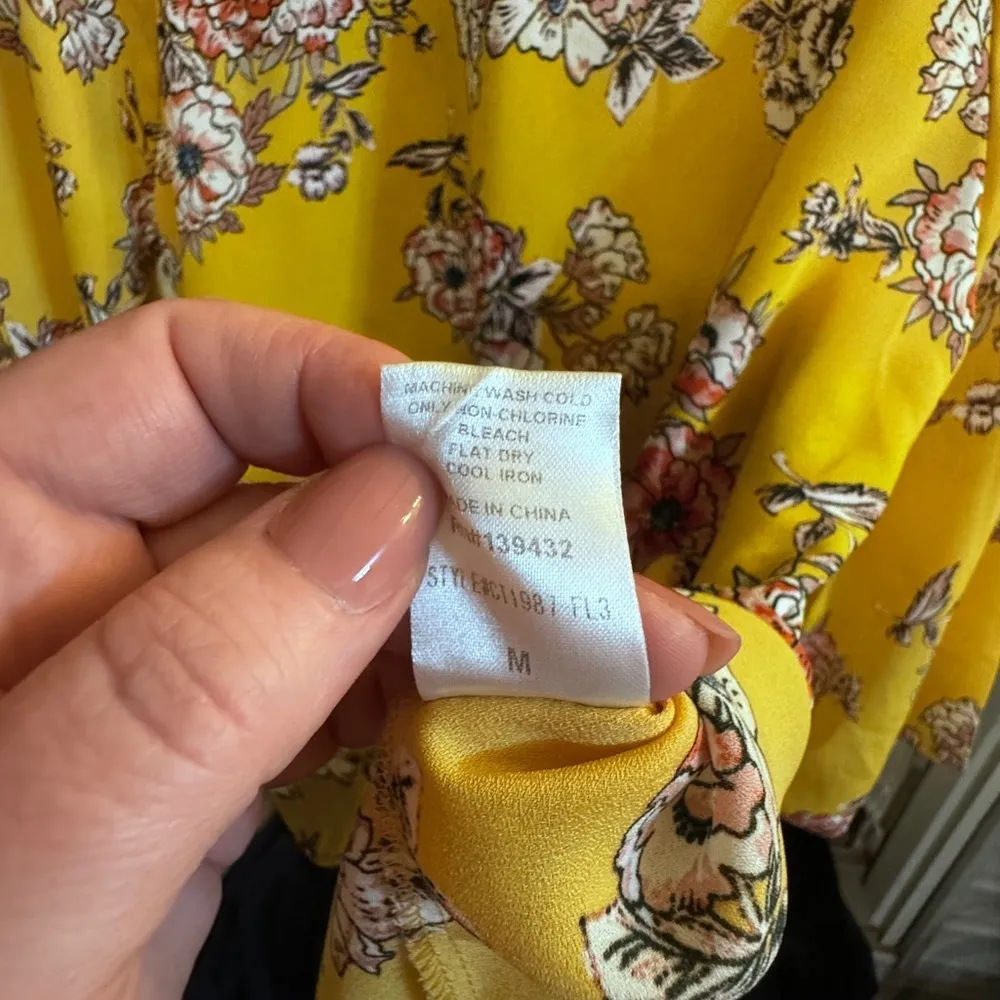 MACHINE WASH COLD
ONLY NON-CHLORINE
BLEACH
FLAT DRY
COOL IRON
MADE IN CHINA
RN#139432
STYLE#CT1987 FL3
M